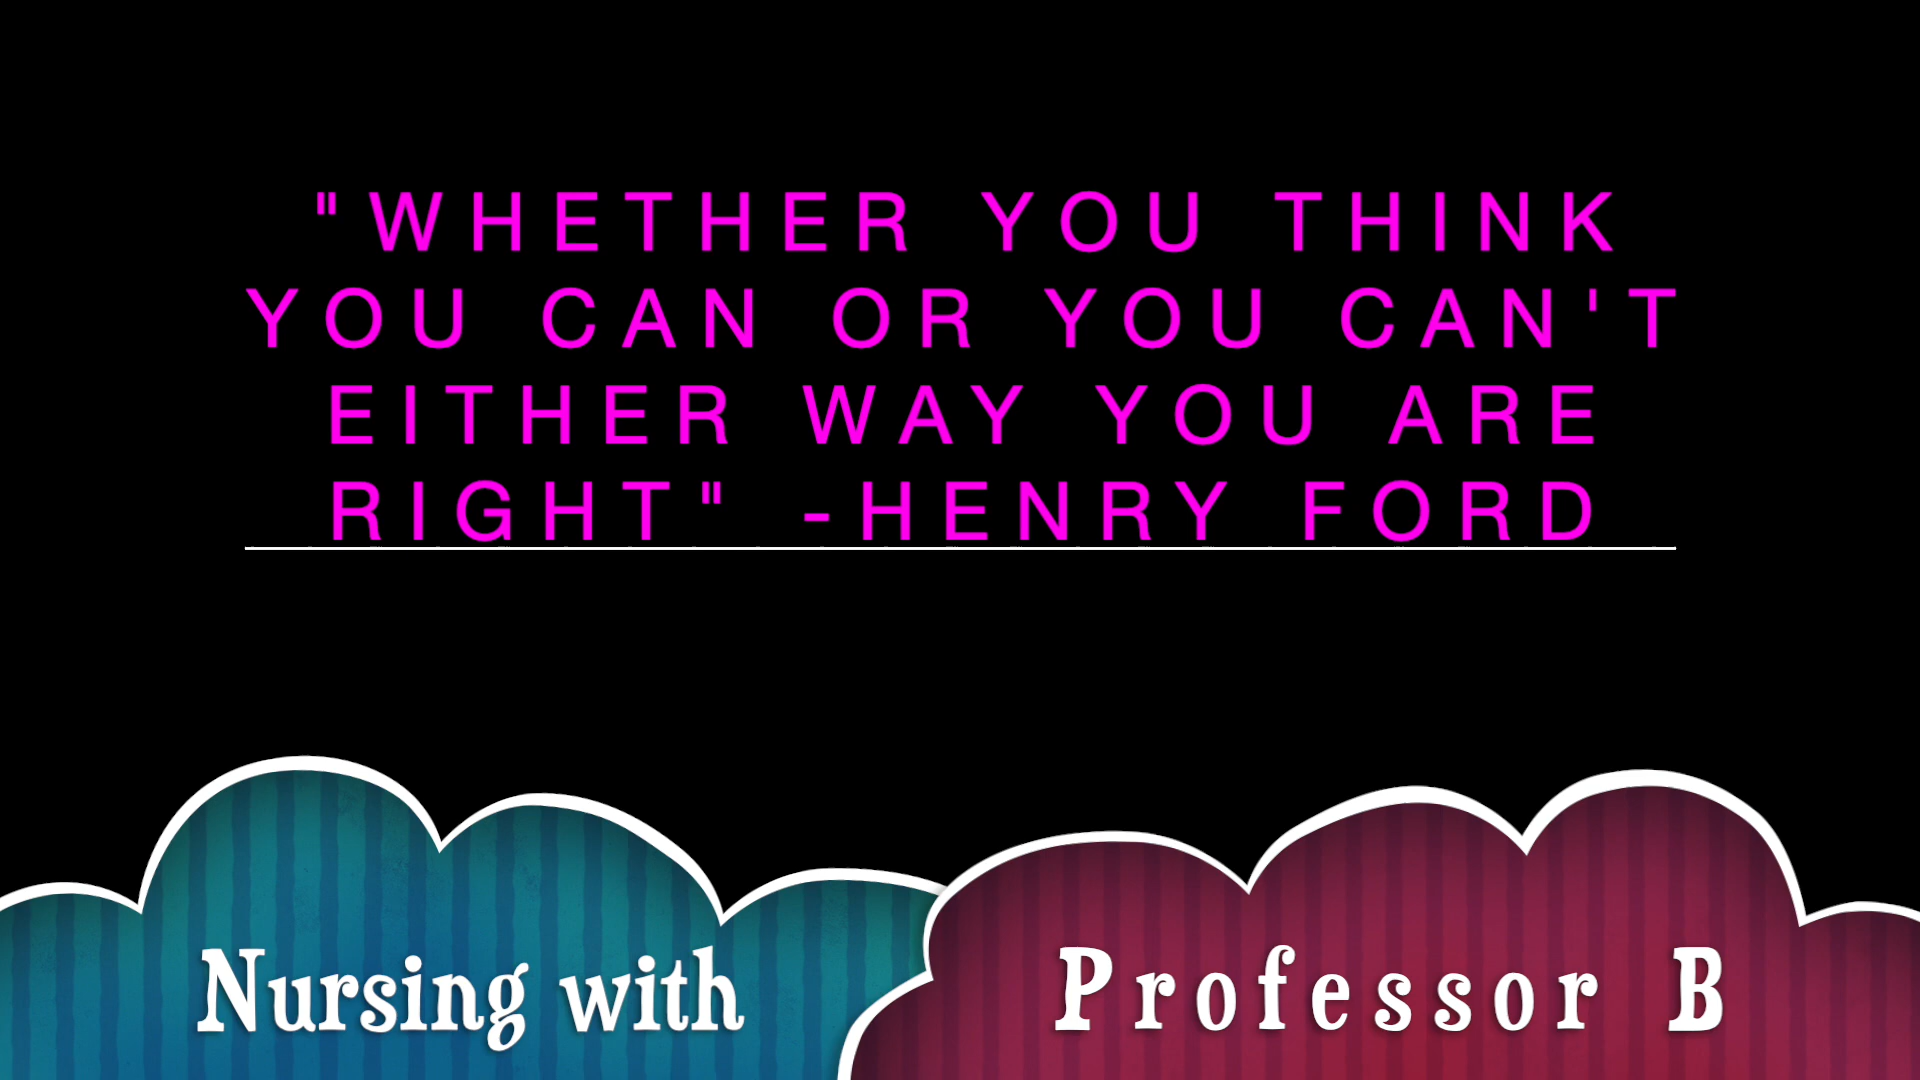 "WHETHER YOU THINK
YOU CAN OR YOU CAN'T
EITHER WAY YOU ARE
RIGHT" -HENRY FORD
Nursing with Professor B